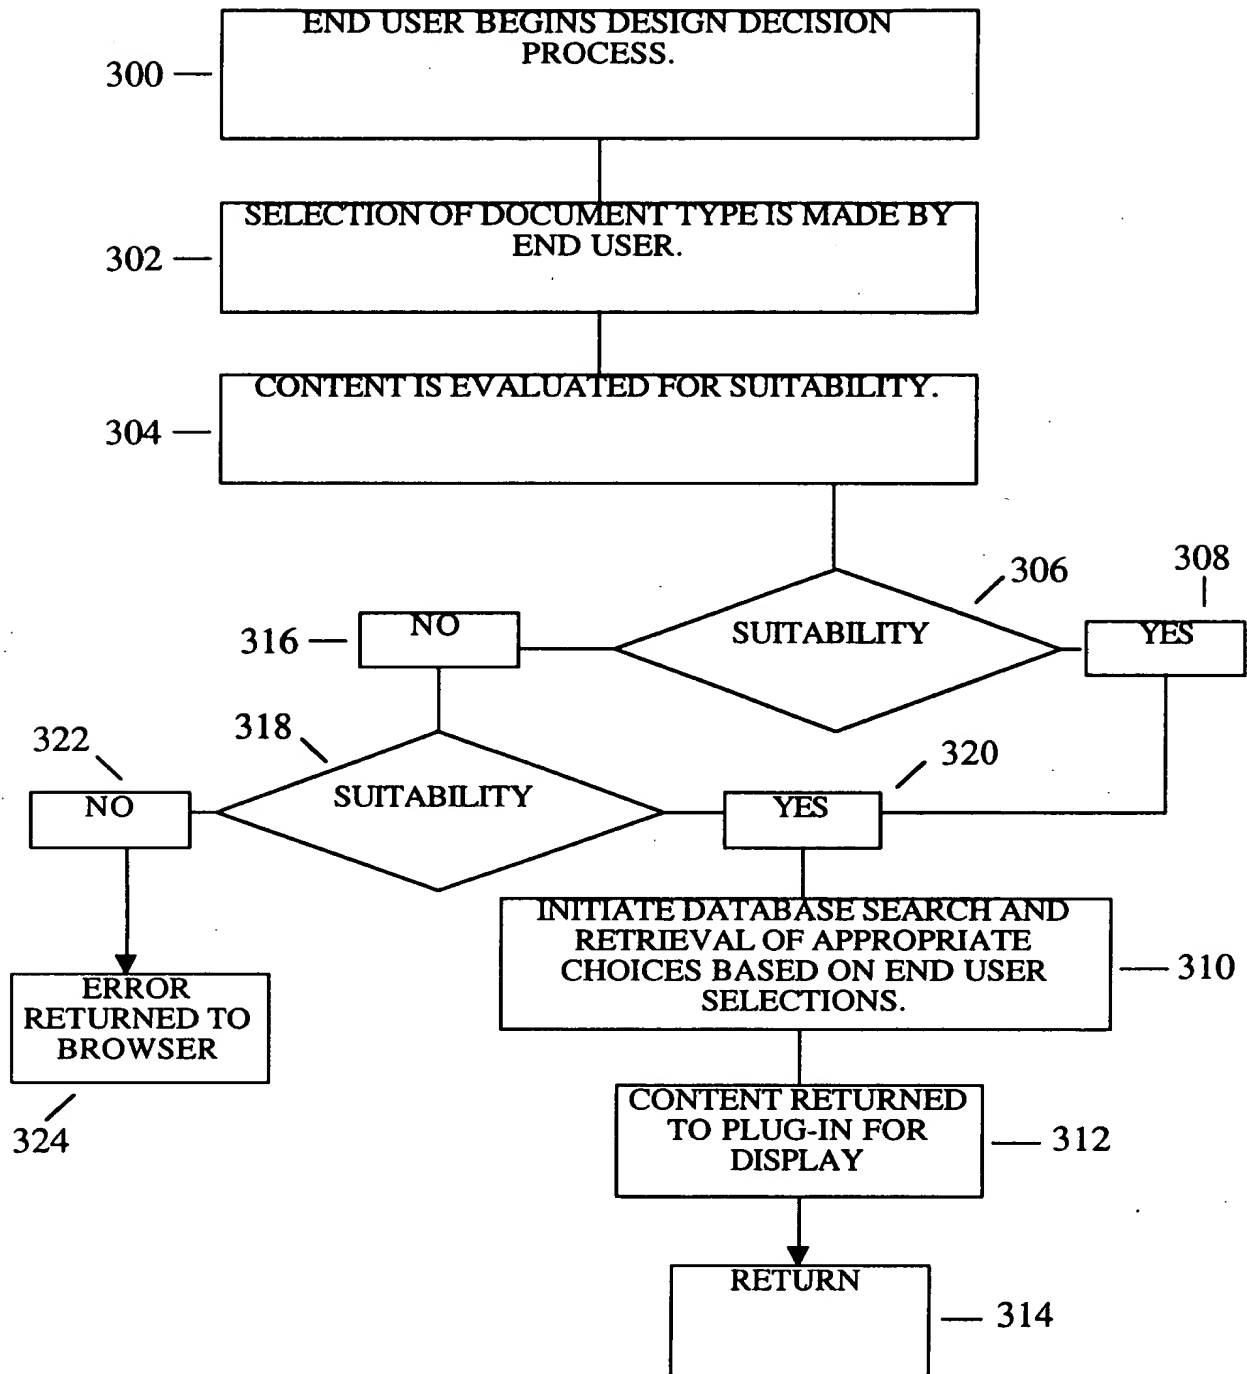 END USER BEGINS DESIGN DECISION
PROCESS.
300
SELECTION OF DOCUMENT TYPE IS MADE BY
END USER.
302
CONTENT IS EVALUATED FOR SUITABILITY.
304
306
308
316
NO
SUITABILITY
YES
318
322
320
NO
SUITABILITY
YES
INITIATE DATABASE SEARCH AND
RETRIEVAL OF APPROPRIATE
CHOICES BASED ON END USER
SELECTIONS.
310
ERROR
RETURNED TO
BROWSER
324
CONTENT RETURNED
TO PLUG-IN FOR
DISPLAY
312
RETURN
314